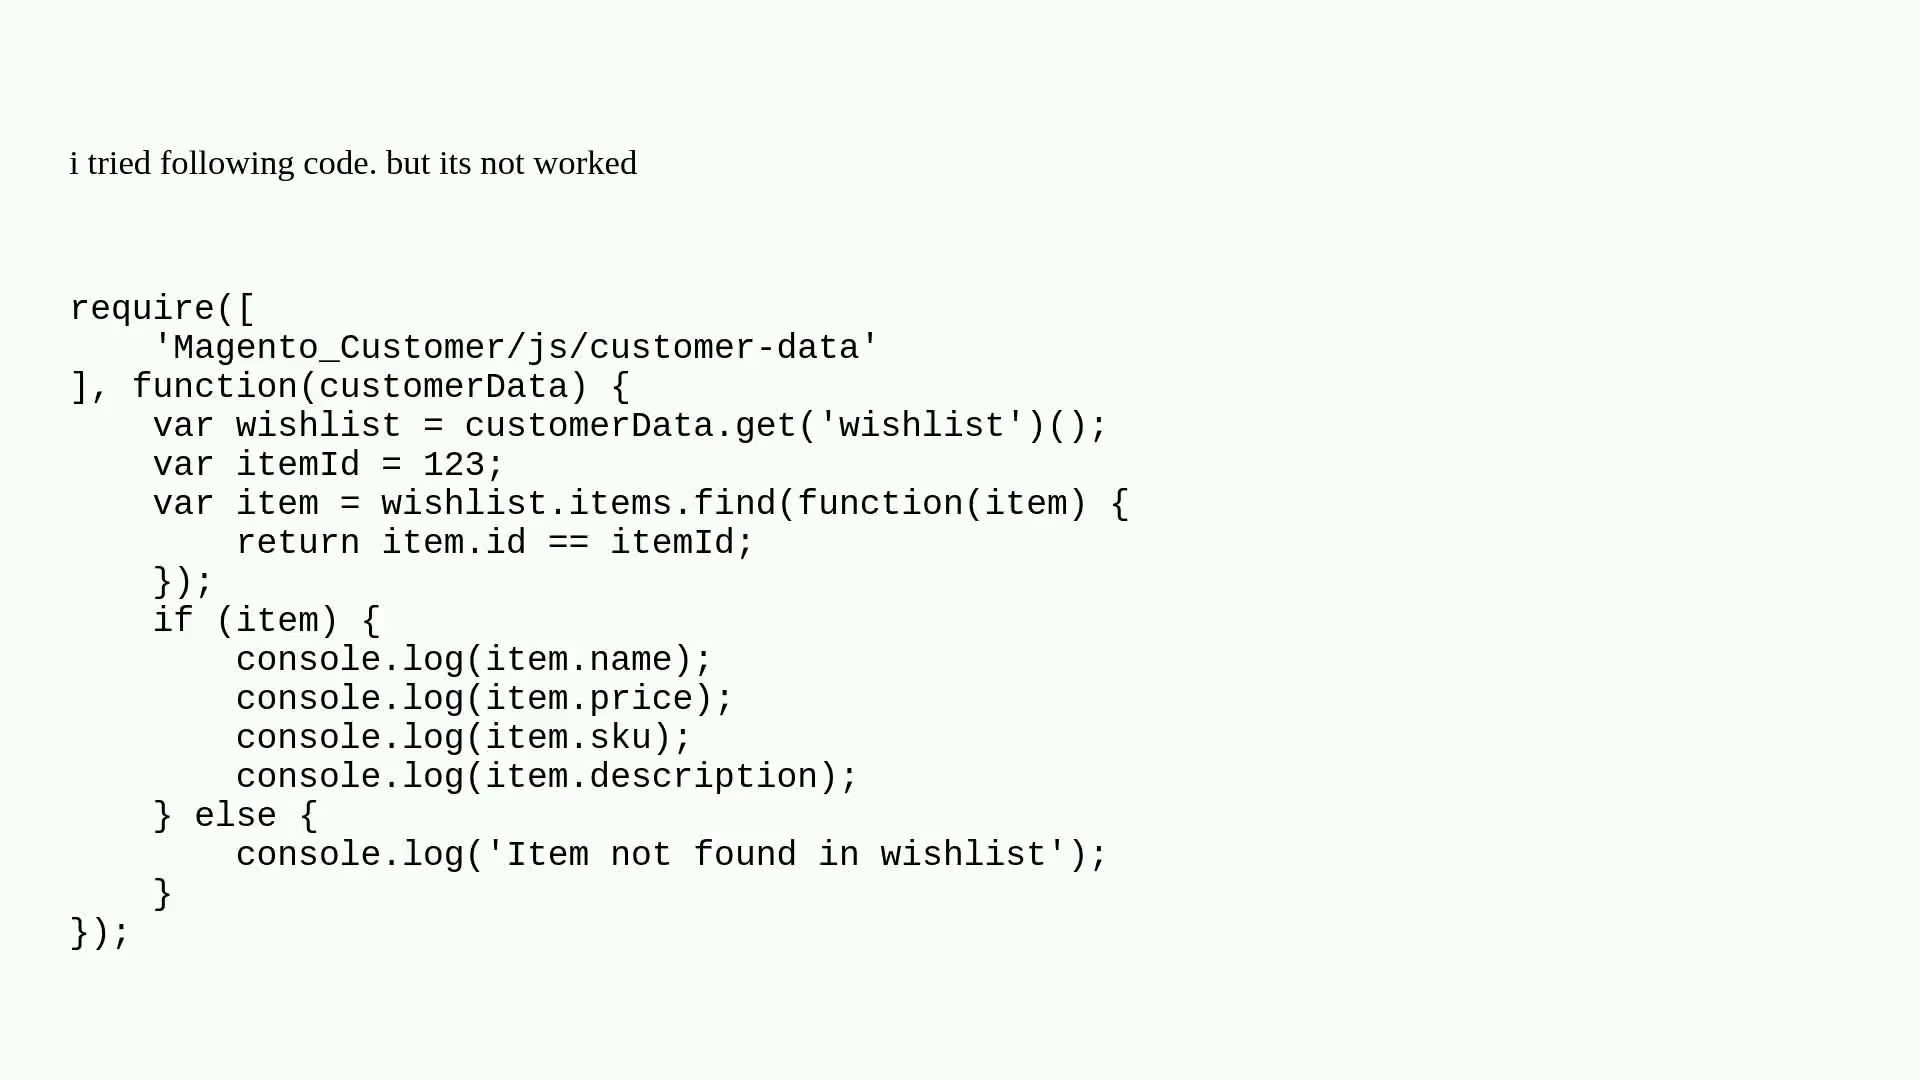 i tried following code. but its not worked
require([
    'Magento_Customer/js/customer-data'
], function(customerData) {
    var wishlist = customerData.get('wishlist')();
    var itemId = 123;
    var item = wishlist.items.find(function(item) {
        return item.id == itemId;
    });
    if (item) {
        console.log(item.name);
        console.log(item.price);
        console.log(item.sku);
        console.log(item.description);
    } else {
        console.log('Item not found in wishlist');
    }
});